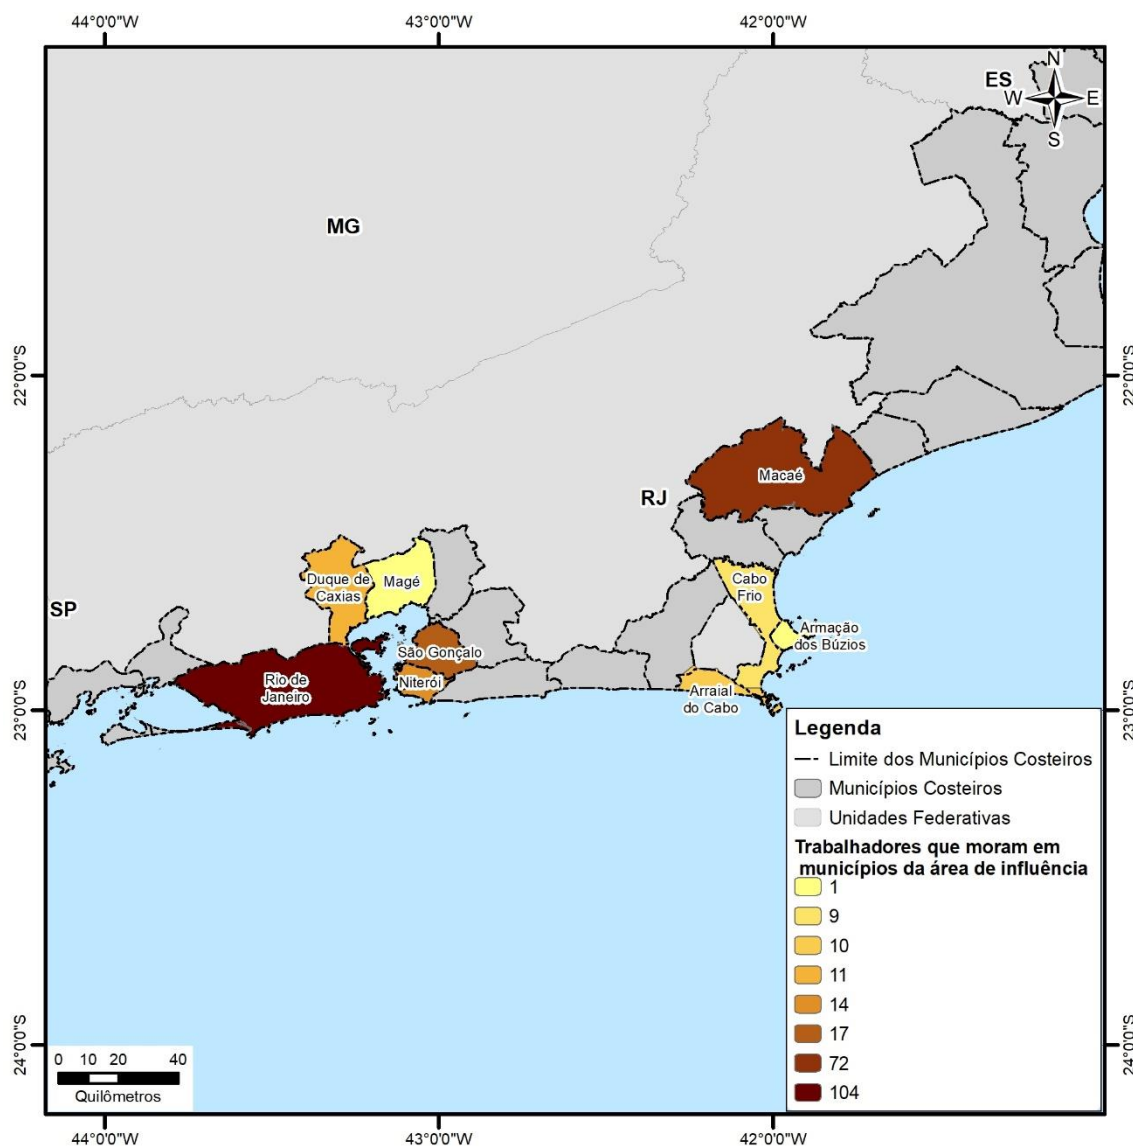 44°0'0"W
43°0'0"W
42°0'0"W
ES
N
W
E
S
MG
22°0'0"S
22°0'0"S
Macaé
RJ
Duque de
Caxias
Magé
Cabo
Frio
SP
Armação
dos Búzios
São Gonçalo
Niterói
Rio de
Janeiro
Arraial
do Cabo
23°0'0"S
23°0'0"S
Legenda
Limite dos Municípios Costeiros
Municípios Costeiros
Unidades Federativas
Trabalhadores que moram em
municípios da área de influência
1
9
10
11
14
17
72
104
24°0'0"S
24°0'0"S
0 10 20 40
Quilômetros
44°0'0"W
43°0'0"W
42°0'0"W